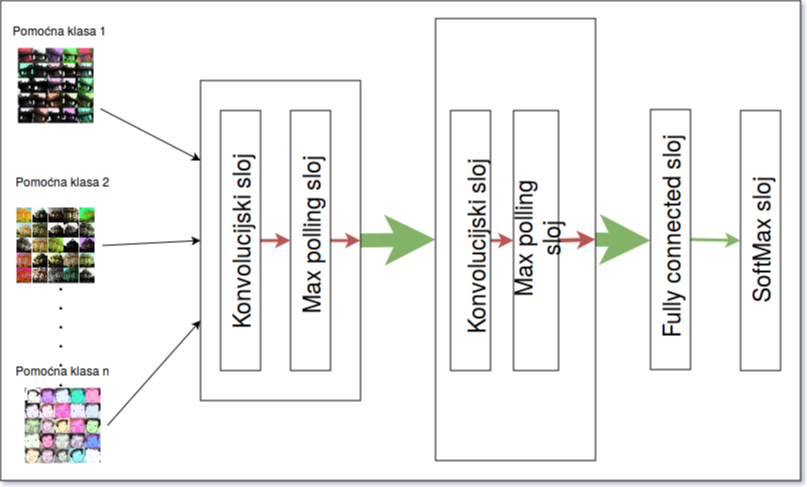 Pomoćna klasa 1
Pomoćna klasa 2
Pomoćna klasa n
Konvolucijski sloj
Max polling sloj
Konvolucijski sloj
Max polling
sloj
Fully connected sloj
SoftMax sloj